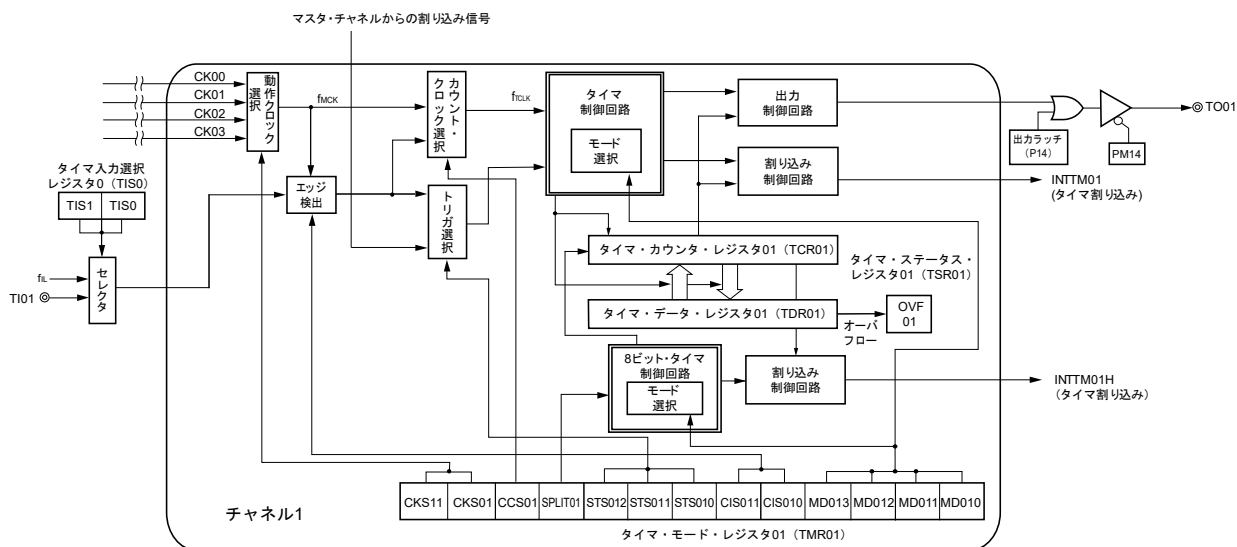 マスタ・チャネルからの割り込み信号
CK00
CK01
CK02
CK03
動作クロック
選択
fMCK
カウント・
クロック選択
fTCLK
タイマ
制御回路
モード
選択
出力
制御回路
出力ラッチ
(P14)
PM14
TO01
タイマ入力選択
レジスタ0（TIS0）
TIS1
TIS0
エッジ
検出
トリガ選択
割り込み
制御回路
INTTM01
(タイマ割り込み)
fIL
TI01
セレクタ
タイマ・カウンタ・レジスタ01（TCR01）
タイマ・ステータス・
レジスタ01（TSR01）
タイマ・データ・レジスタ01（TDR01）
オーバ
フロー
OVF
01
8ビット・タイマ
制御回路
モード
選択
割り込み
制御回路
INTTM01H
(タイマ割り込み)
CKS11
CKS01
CCS01
SPLIT01
STS012
STS011
STS010
CIS011
CIS010
MD013
MD012
MD011
MD010
チャネル1
タイマ・モード・レジスタ01（TMR01）